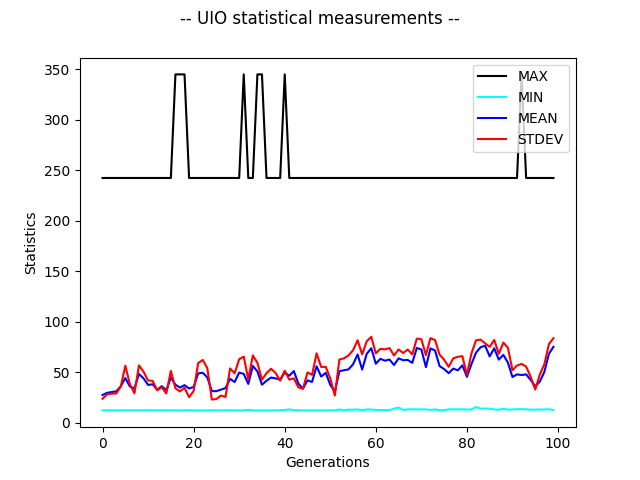 -- UIO statistical measurements --
350
300
250
200
150
100
50
0
Statistics
MAX
MIN
MEAN
STDEV
0 20 40 60 80 100
Generations